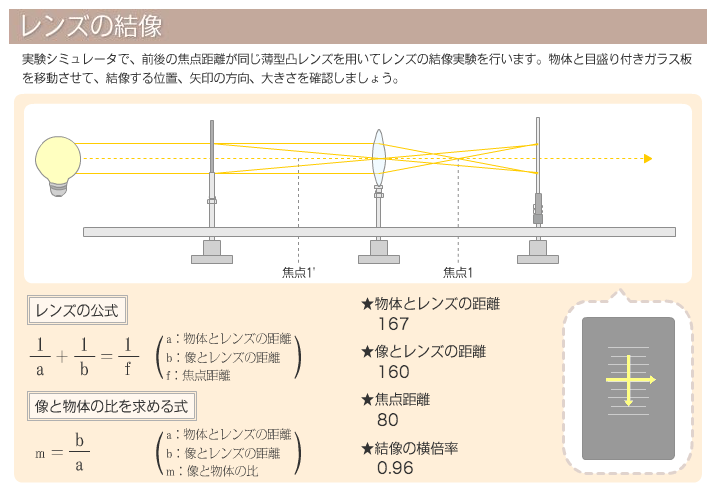 レンズの結像
実験シミュレータで、前後の焦点距離が同じ薄型凸レンズを用いてレンズの結像実験を行います。物体と目盛り付きガラス板
を移動させて、結像する位置、矢印の方向、大きさを確認しましょう。
焦点1' 焦点1
レンズの公式
1/a + 1/b = 1/f
a：物体とレンズの距離
b：像とレンズの距離
f：焦点距離
像と物体の比を求める式
m = b/a
a：物体とレンズの距離
b：像とレンズの距離
m：像と物体の比
★物体とレンズの距離
167
★像とレンズの距離
160
★焦点距離
80
★結像の横倍率
0.96